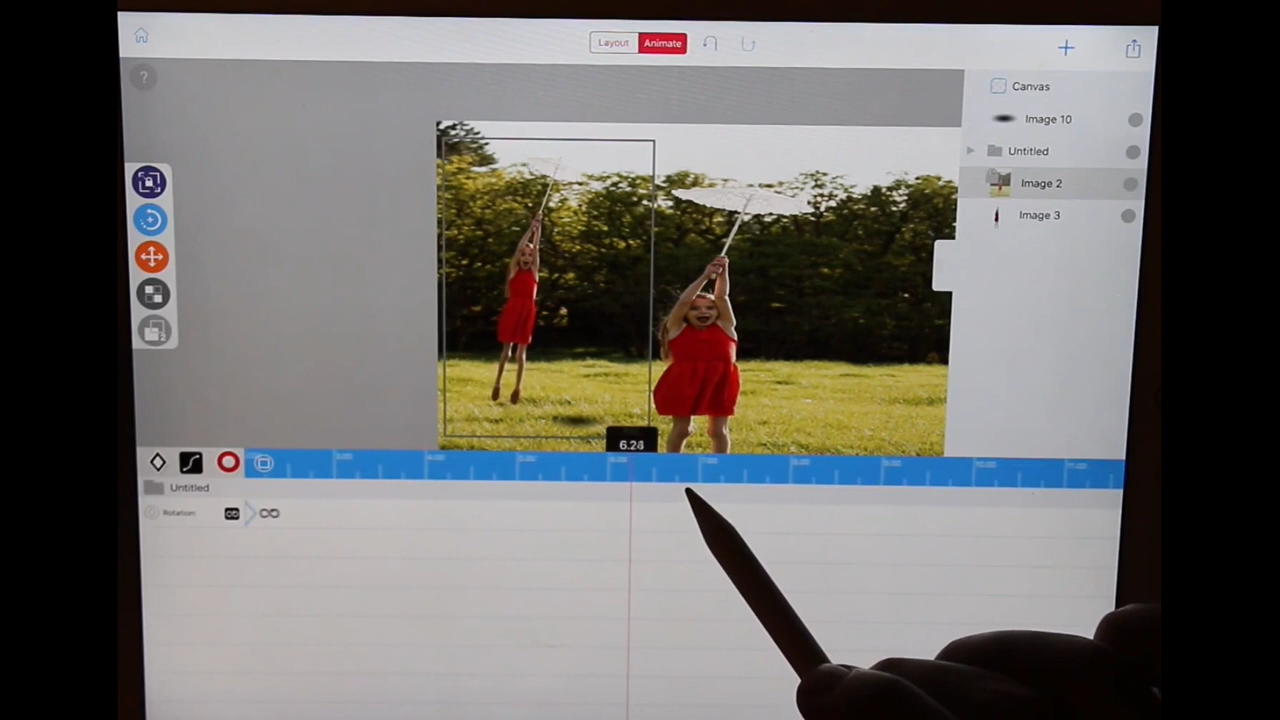 Layout Animate
?
Canvas
Image 10
Untitled
Image 2
Image 3
6.28
Untitled
Rotation